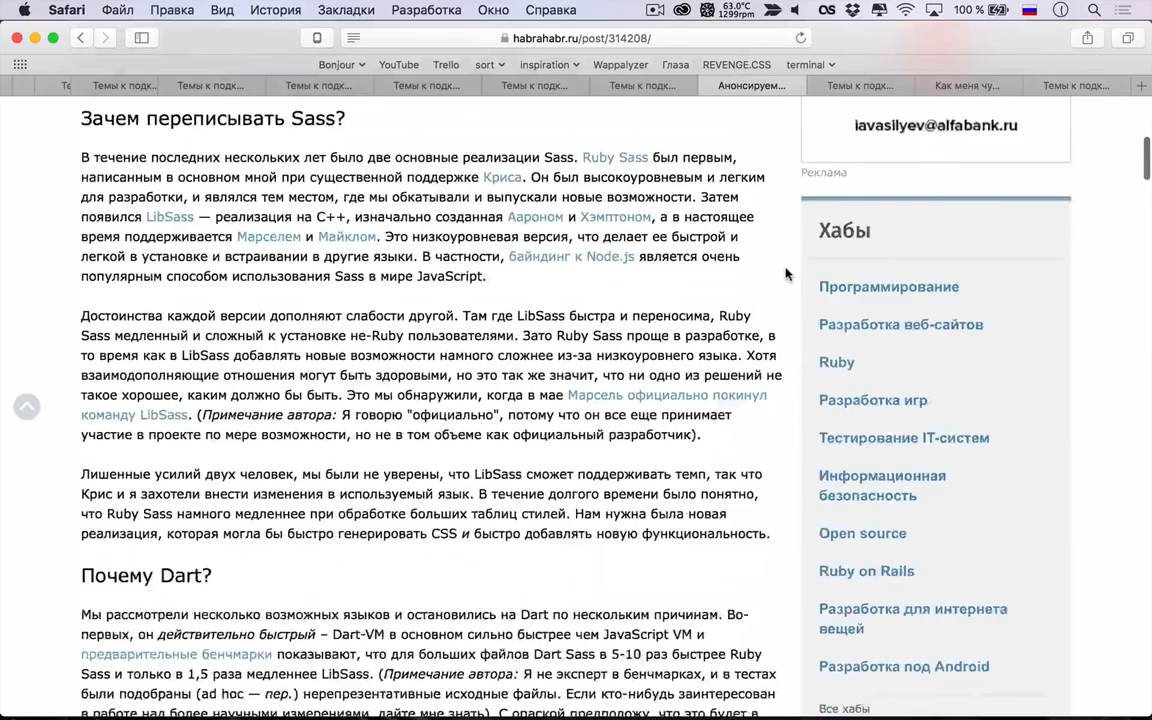 Safari Файл Правка Вид История Закладки Разработка Окно Справка
63.0°C
1299rpm
100 %
habrahabr.ru/post/314208/
Bonjour YouTube Trello sort inspiration Wappalyzer Глаза REVENGE.CSS terminal
Те Темы к подк... Темы к подк... Темы к подк... Темы к подк... Темы к подк... Темы к подк... Анонсируем... Темы к подк... Как меня чу... Темы к подк...
Зачем переписывать Sass?
В течение последних нескольких лет было две основные реализации Sass. Ruby Sass был первым,
написанным в основном мной при существенной поддержке Криса. Он был высокоуровневым и легким
для разработки, и являлся тем местом, где мы обкатывали и выпускали новые возможности. Затем
появился LibSass — реализация на C++, изначально созданная Аароном и Хэмптоном, а в настоящее
время поддерживается Марселем и Майклом. Это низкоуровневая версия, что делает ее быстрой и
легкой в установке и встраивании в другие языки. В частности, байндинг к Node.js является очень
популярным способом использования Sass в мире JavaScript.
Достоинства каждой версии дополняют слабости другой. Там где LibSass быстра и переносима, Ruby
Sass медленный и сложный к установке не-Ruby пользователями. Зато Ruby Sass проще в разработке, в
то время как в LibSass добавлять новые возможности намного сложнее из-за низкоуровнего языка. Хотя
взаимодополняющие отношения могут быть здоровыми, но это так же значит, что ни одно из решений не
такое хорошее, каким должно бы быть. Это мы обнаружили, когда в мае Марсель официально покинул
команду LibSass. (Примечание автора: Я говорю "официально", потому что он все еще принимает
участие в проекте по мере возможности, но не в том объеме как официальный разработчик).
Лишенные усилий двух человек, мы были не уверены, что LibSass сможет поддерживать темп, так что
Крис и я захотели внести изменения в используемый язык. В течение долгого времени было понятно,
что Ruby Sass намного медленнее при обработке больших таблиц стилей. Нам нужна была новая
реализация, которая могла бы быстро генерировать CSS и быстро добавлять новую функциональность.
Почему Dart?
Мы рассмотрели несколько возможных языков и остановились на Dart по нескольким причинам. Во-
первых, он действительно быстрый – Dart-VM в основном сильно быстрее чем JavaScript VM и
предварительные бенчмарки показывают, что для больших файлов Dart Sass в 5-10 раз быстрее Ruby
Sass и только в 1,5 раза медленнее LibSass. (Примечание автора: Я не эксперт в бенчмарках, и в тестах
были подобраны (ad hoc — пер.) нерепрезентативные исходные файлы. Если кто-нибудь заинтересован
в работе над более научными измерениями, дайте мне знать). С опаской предположу, что это будет в
iavasilyev@alfabank.ru
Реклама
Хабы
Программирование
Разработка веб-сайтов
Ruby
Разработка игр
Тестирование IT-систем
Информационная
безопасность
Open source
Ruby on Rails
Разработка для интернета
вещей
Разработка под Android
Все хабы